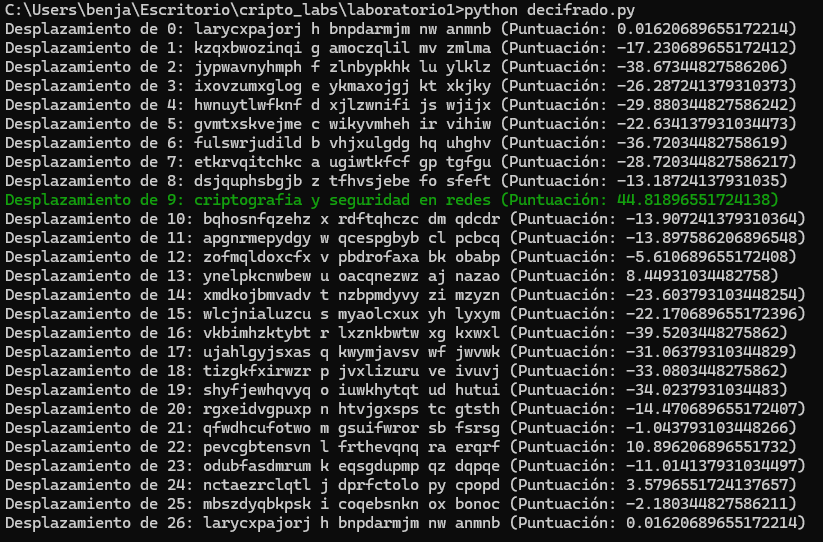 C:\Users\benja\Escritorio\cripto_labs\laboratorio1>python decifrado.py
Desplazamiento de 0: larycxpajorj h bnpdarmjm nw anmnb (Puntuación: 0.01620689655172214)
Desplazamiento de 1: kzqxbwozinqi g amoczqlil mv zmlma (Puntuación: -17.230689655172412)
Desplazamiento de 2: jypwavnyhmph f zlnbypkhk lu ylklz (Puntuación: -38.67344827586206)
Desplazamiento de 3: ixovzumxglog e ykmaxojgj kt xkjky (Puntuación: -26.287241379310373)
Desplazamiento de 4: hwnuytlwfknf d xjlzwnifi js wjijx (Puntuación: -29.880344827586242)
Desplazamiento de 5: gvmtxskvejme c wikyvmheh ir vihiw (Puntuación: -22.634137931034473)
Desplazamiento de 6: fulswrjudild b vhjxulgdg hq uhghv (Puntuación: -36.72034482758619)
Desplazamiento de 7: etkrvqitchkc a ugiwtkfcf gp tgfgu (Puntuación: -28.720344827586217)
Desplazamiento de 8: dsjquphsbgjb z tfhvsjebe fo sfeft (Puntuación: -13.18724137931035)
Desplazamiento de 9: criptografia y seguridad en redes (Puntuación: 44.81896551724138)
Desplazamiento de 10: bqhosnfqzehz x rdftqhczc dm qdcdr (Puntuación: -13.907241379310364)
Desplazamiento de 11: apgnrmepydgy w qcespgbyb cl pcbcq (Puntuación: -13.897586206896548)
Desplazamiento de 12: zofmqldoxcfx v pbdrofaxa bk obabp (Puntuación: -5.610689655172408)
Desplazamiento de 13: ynelpkcnwbew u oacqnezwz aj nazao (Puntuación: 8.44931034482758)
Desplazamiento de 14: xmdkojbmvadv t nzbpmdyvy zi mzyzn (Puntuación: -23.603793103448254)
Desplazamiento de 15: wlcjnialuzcu s myaolcxux yh lyxym (Puntuación: -22.170689655172396)
Desplazamiento de 16: vkbimhzktybt r lxznkbwtw xg kxwxl (Puntuación: -39.5203448275862)
Desplazamiento de 17: ujahlgyjsxas q kwymjavsv wf jwvwk (Puntuación: -31.06379310344829)
Desplazamiento de 18: tizgkfxirwzr p jvxlizuru ve ivuvj (Puntuación: -33.0803448275862)
Desplazamiento de 19: shyfjewhqvyq o iuwkhytqt ud hutui (Puntuación: -34.0237931034483)
Desplazamiento de 20: rgxeidvgpuxp n htvjgxsps tc gtsth (Puntuación: -14.470689655172407)
Desplazamiento de 21: qfwdhcufotwo m gsuifwror sb fsrsg (Puntuación: -1.043793103448266)
Desplazamiento de 22: pevcgbtensvn l frthevqnq ra erqrf (Puntuación: 10.896206896551732)
Desplazamiento de 23: odubfasdmrum k eqsgdupmp qz dqpqe (Puntuación: -11.014137931034497)
Desplazamiento de 24: nctaezrclqtl j dprfctolo py cpopd (Puntuación: 3.5796551724137657)
Desplazamiento de 25: mbszdyqbkpsk i coqebsnkn ox bonoc (Puntuación: -2.180344827586211)
Desplazamiento de 26: larycxpajorj h bnpdarmjm nw anmnb (Puntuación: 0.01620689655172214)